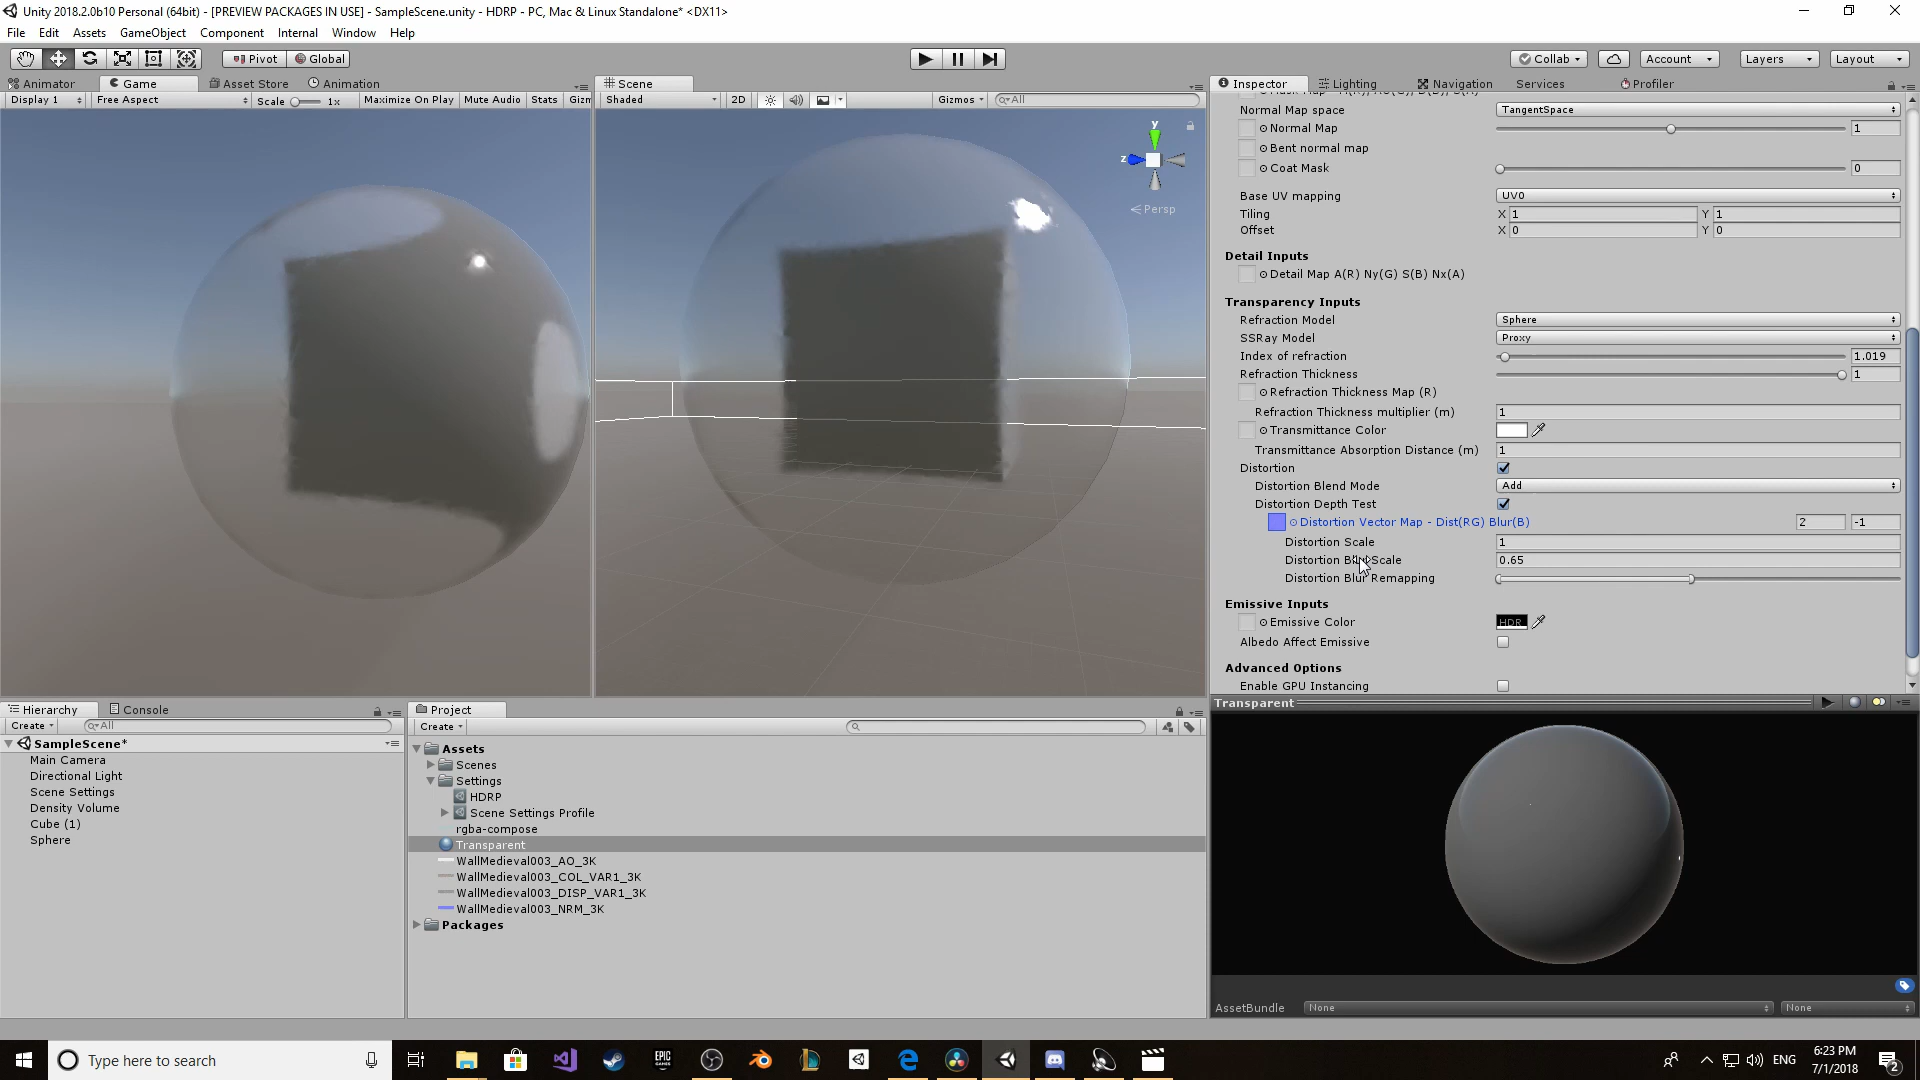 Unity 2018.2.0b10 Personal (64bit) - [PREVIEW PACKAGES IN USE] - SampleScene.unity - HDRP - PC, Mac & Linux Standalone* <DX11>
File Edit Assets GameObject Component Internal Window Help
Pivot Global Collab Account Layers Layout
Animator Game Asset Store Animation
Display 1 Free Aspect Scale 1x Maximize On Play Mute Audio Stats Gizm
Scene
Shaded 2D Gizmos All
y
z
Persp
Inspector Lighting Navigation Services Profiler
Normal Map space TangentSpace
Normal Map 1
Bent normal map
Coat Mask 0
Base UV mapping UV0
Tiling X 1 Y 1
Offset X 0 Y 0
Detail Inputs
Detail Map A(R) Ny(G) S(B) Nx(A)
Transparency Inputs
Refraction Model Sphere
SSRay Model Proxy
Index of refraction 1.019
Refraction Thickness 1
Refraction Thickness Map (R)
Refraction Thickness multiplier (m) 1
Transmittance Color
Transmittance Absorption Distance (m) 1
Distortion
Distortion Blend Mode Add
Distortion Depth Test
Distortion Vector Map - Dist(RG) Blur(B) 2 -1
Distortion Scale 1
Distortion Blur Scale 0.65
Distortion Blur Remapping
Emissive Inputs
Emissive Color HDR
Albedo Affect Emissive
Advanced Options
Enable GPU Instancing
Transparent
AssetBundle None None
Hierarchy Console
Create All
SampleScene*
Main Camera
Directional Light
Scene Settings
Density Volume
Cube (1)
Sphere
Project
Create
Assets
Scenes
Settings
HDRP
Scene Settings Profile
rgba-compose
Transparent
WallMedieval003_AO_3K
WallMedieval003_COL_VAR1_3K
WallMedieval003_DISP_VAR1_3K
WallMedieval003_NRM_3K
Packages
Type here to search
EPIC GAMES
ENG
6:23 PM
7/1/2018
2